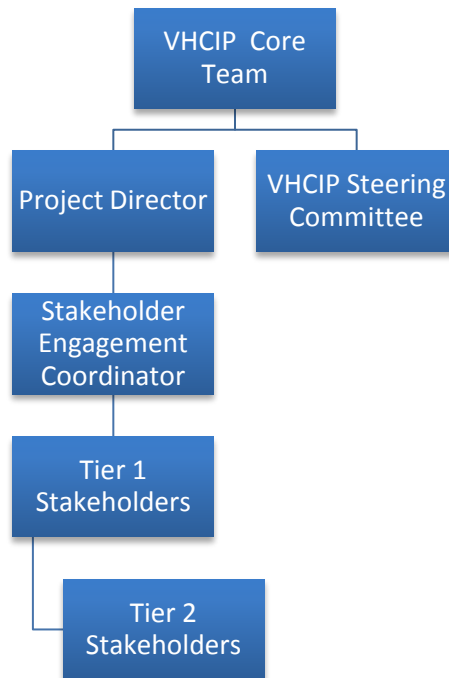 VHCIP Core
Team
Project Director
VHCIP Steering
Committee
Stakeholder
Engagement
Coordinator
Tier 1
Stakeholders
Tier 2
Stakeholders